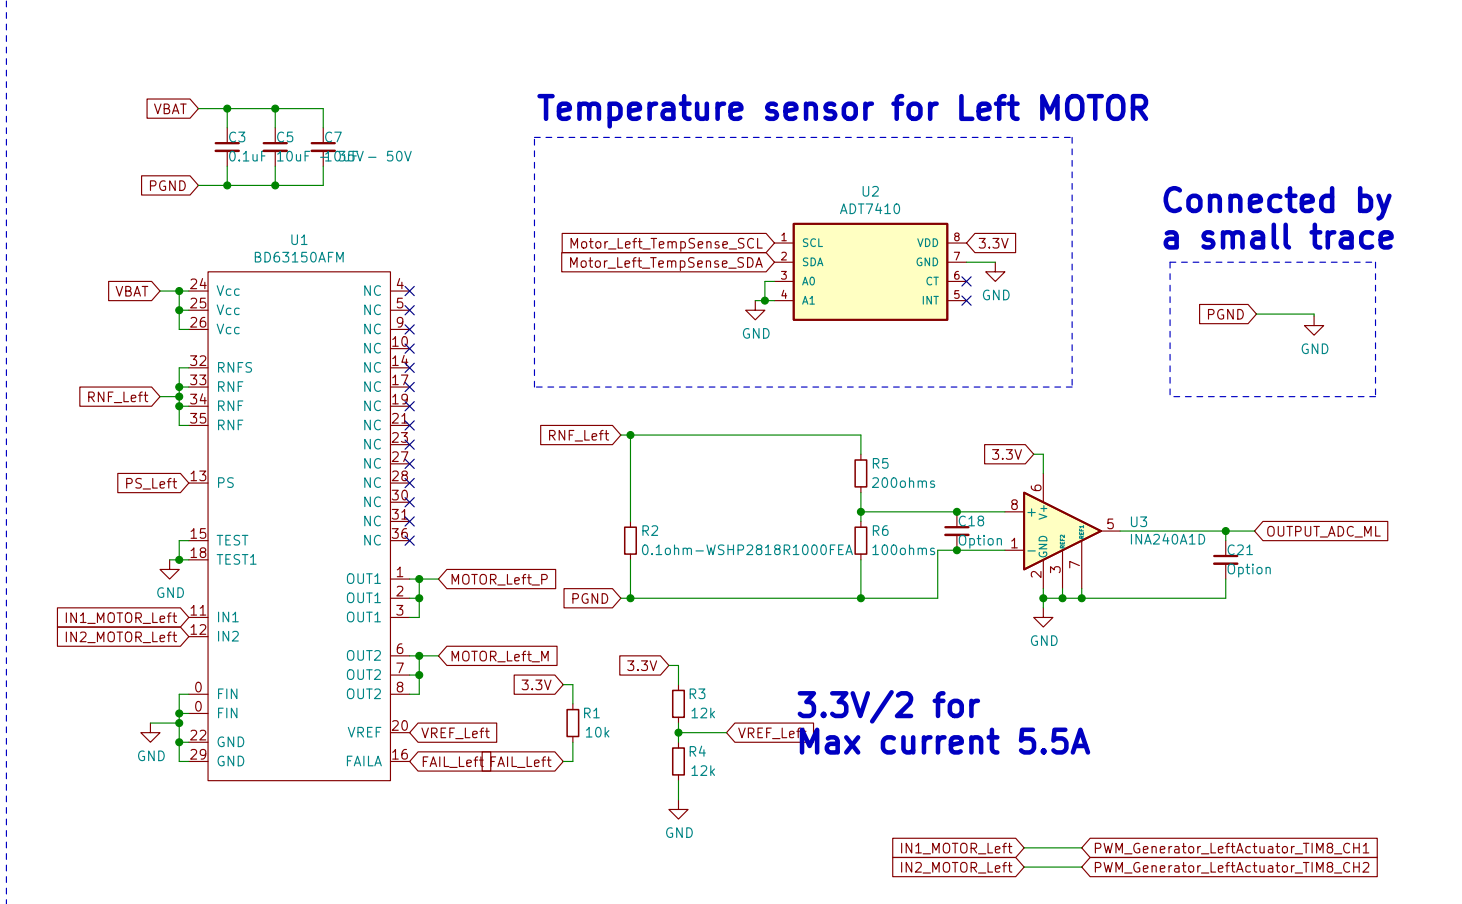 Temperature sensor for Left MOTOR
Connected by
a small trace
VBAT
C3
C5
C7
0.1uF
10uF - 35V
10uF - 50V
PGND
U1
BD63150AFM
VBAT
24 Vcc
25 Vcc
26 Vcc
32 RNFS
33 RNF
RNF_Left
34 RNF
35 RNF
PS_Left
13 PS
15 TEST
18 TEST1
GND
IN1_MOTOR_Left
11 IN1
IN2_MOTOR_Left
12 IN2
0 FIN
0 FIN
22 GND
29 GND
GND
NC 4
NC 5
NC 9
NC 10
NC 14
NC 17
NC 19
NC 21
NC 23
NC 27
NC 28
NC 30
NC 31
NC 36
OUT1 1
MOTOR_Left_P
OUT1 2
OUT1 3
OUT2 6
MOTOR_Left_M
OUT2 7
OUT2 8
VREF 20
VREF_Left
FAILA 16
FAIL_Left
FAIL_Left
3.3V
R1
10k
U2
ADT7410
Motor_Left_TempSense_SCL
1 SCL
Motor_Left_TempSense_SDA
2 SDA
3 A0
4 A1
GND
VDD 8
3.3V
GND 7
CT 6
INT 5
GND
PGND
GND
RNF_Left
R2
0.1ohm-WSHP2818R1000FEA
PGND
R5
200ohms
R6
100ohms
C18
Option
3.3V
6
V+
8 +
1 -
GND
REF2
REF1
2
3
7
5
U3
INA240A1D
GND
OUTPUT_ADC_ML
C21
Option
3.3V
R3
12k
R4
12k
VREF_Left
GND
3.3V/2 for
Max current 5.5A
IN1_MOTOR_Left
PWM_Generator_LeftActuator_TIM8_CH1
IN2_MOTOR_Left
PWM_Generator_LeftActuator_TIM8_CH2